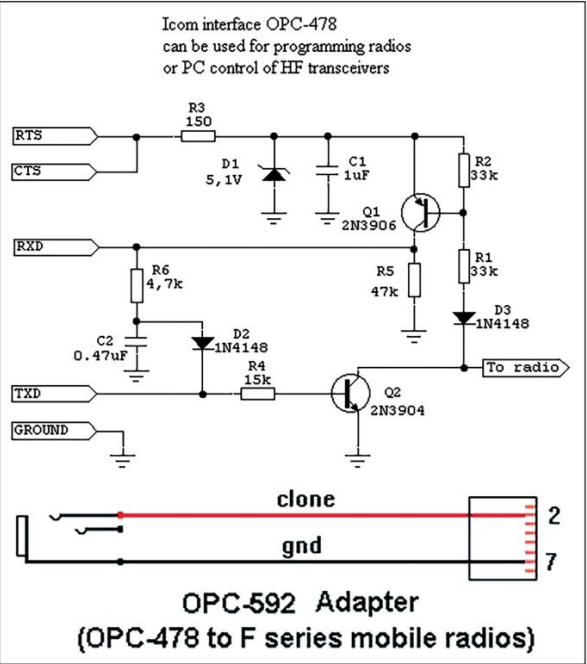 Icom interface OPC-478
can be used for programming radios
or PC control of HF transceivers
R3
150
RTS
CTS
D1
5,1V
C1
1uF
R2
33k
Q1
2N3906
RXD
R6
4,7k
R5
47k
R1
33k
D3
1N4148
C2
0.47uF
D2
1N4148
R4
15k
To radio
TXD
Q2
2N3904
GROUND
clone
2
gnd
7
OPC-592 Adapter
(OPC-478 to F series mobile radios)